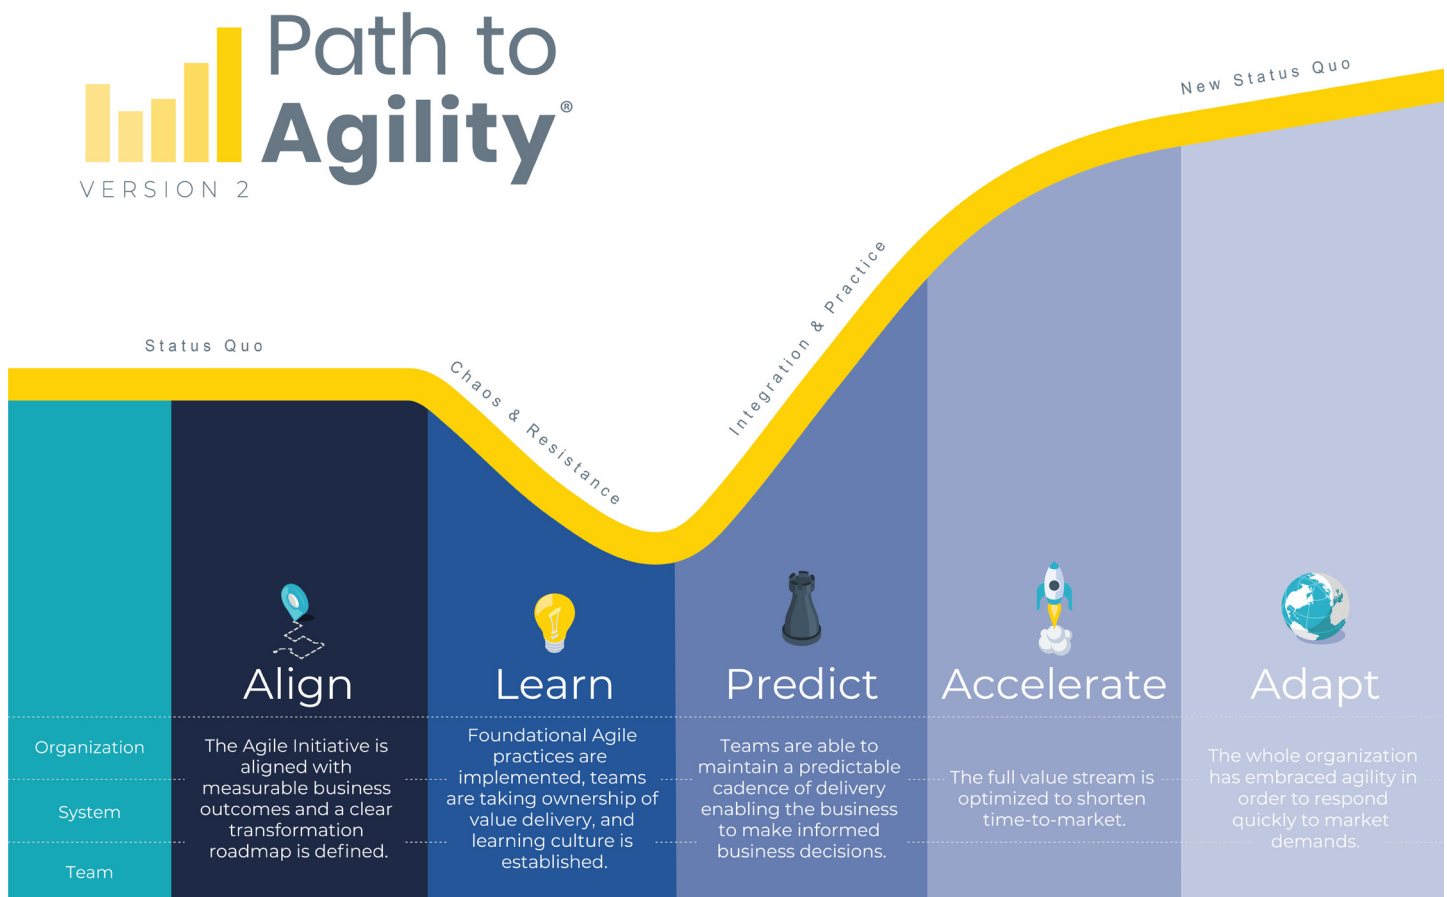 Path to
Agility®
VERSION 2
Status Quo
Chaos & Resistance
Integration & Practice
New Status Quo
Align
Learn
Predict
Accelerate
Adapt
Organization
System
Team
The Agile Initiative is
aligned with
measurable business
outcomes and a clear
transformation
roadmap is defined.
Foundational Agile
practices are
implemented, teams
are taking ownership of
value delivery, and
learning culture is
established.
Teams are able to
maintain a predictable
cadence of delivery
enabling the business
to make informed
business decisions.
The full value stream is
optimized to shorten
time-to-market.
The whole organization
has embraced agility in
order to respond
quickly to market
demands.